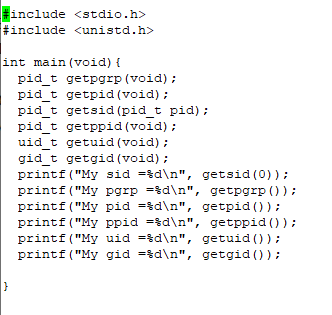 #include <stdio.h>
#include <unistd.h>

int main(void){
  pid_t getpgrp(void);
  pid_t getpid(void);
  pid_t getsid(pid_t pid);
  pid_t getppid(void);
  uid_t getuid(void);
  gid_t getgid(void);
  printf("My sid =%d\n", getsid(0));
  printf("My pgrp =%d\n", getpgrp());
  printf("My pid =%d\n", getpid());
  printf("My ppid =%d\n", getppid());
  printf("My uid =%d\n", getuid());
  printf("My gid =%d\n", getgid());

}